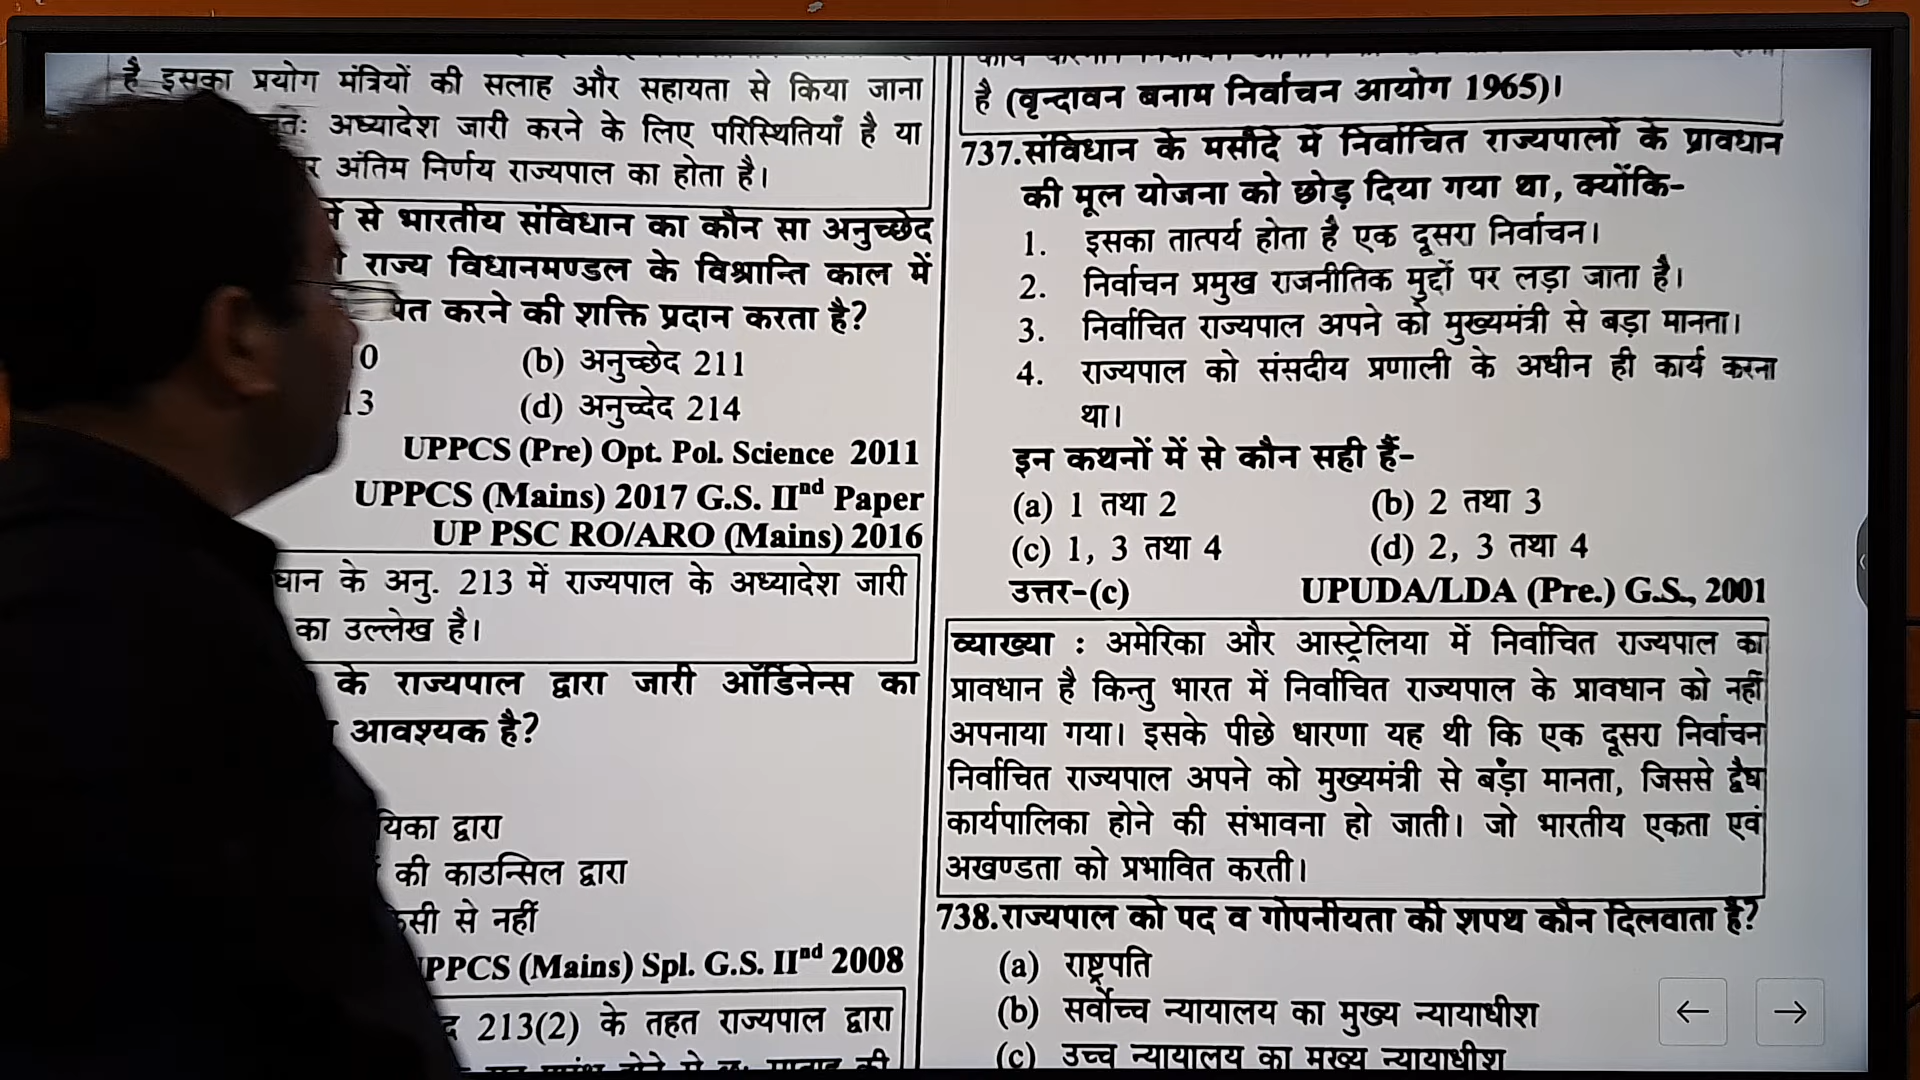 है इसका प्रयोग मंत्रियों की सलाह और सहायता से किया जाना
अध्यादेश जारी करने के लिए परिस्थितियाँ है या
अंतिम निर्णय राज्यपाल का होता है।
से भारतीय संविधान का कौन सा अनुच्छेद
राज्य विधानमण्डल के विश्रान्ति काल में
करने की शक्ति प्रदान करता है?
(b) अनुच्छेद 211
13
(d) अनुच्देद 214
UPPCS (Pre) Opt. Pol. Science 2011
UPPCS (Mains) 2017 G.S. IInd Paper
UP PSC RO/ARO (Mains) 2016
के अनु. 213 में राज्यपाल के अध्यादेश जारी
का उल्लेख है।
के राज्यपाल द्वारा जारी ऑर्डिनेन्स का
आवश्यक है?
द्वारा
की काउन्सिल द्वारा
से नहीं
(Mains) Spl. G.S. IInd 2008
213(2) के तहत राज्यपाल द्वारा
है (वृन्दावन बनाम निर्वाचन आयोग 1965)।
737.संविधान के मसौदे में निर्वाचित राज्यपालों के प्रावधान
की मूल योजना को छोड़ दिया गया था, क्योंकि-
1. इसका तात्पर्य होता है एक दूसरा निर्वाचन।
2. निर्वाचन प्रमुख राजनीतिक मुद्दों पर लड़ा जाता है।
3. निर्वाचित राज्यपाल अपने को मुख्यमंत्री से बड़ा मानता।
4. राज्यपाल को संसदीय प्रणाली के अधीन ही कार्य करना
था।
इन कथनों में से कौन सही हैं-
(a) 1 तथा 2 (b) 2 तथा 3
(c) 1, 3 तथा 4 (d) 2, 3 तथा 4
उत्तर-(c) UPUDA/LDA (Pre.) G.S., 2001
व्याख्या : अमेरिका और आस्ट्रेलिया में निर्वाचित राज्यपाल का
प्रावधान है किन्तु भारत में निर्वाचित राज्यपाल के प्रावधान को नहीं
अपनाया गया। इसके पीछे धारणा यह थी कि एक दूसरा निर्वाचन
निर्वाचित राज्यपाल अपने को मुख्यमंत्री से बड़ा मानता, जिससे द्वैध
कार्यपालिका होने की संभावना हो जाती। जो भारतीय एकता एवं
अखण्डता को प्रभावित करती।
738.राज्यपाल को पद व गोपनीयता की शपथ कौन दिलवाता है?
(a) राष्ट्रपति
(b) सर्वोच्च न्यायालय का मुख्य न्यायाधीश
(c) उच्च न्यायालय का मुख्य न्यायाधीश